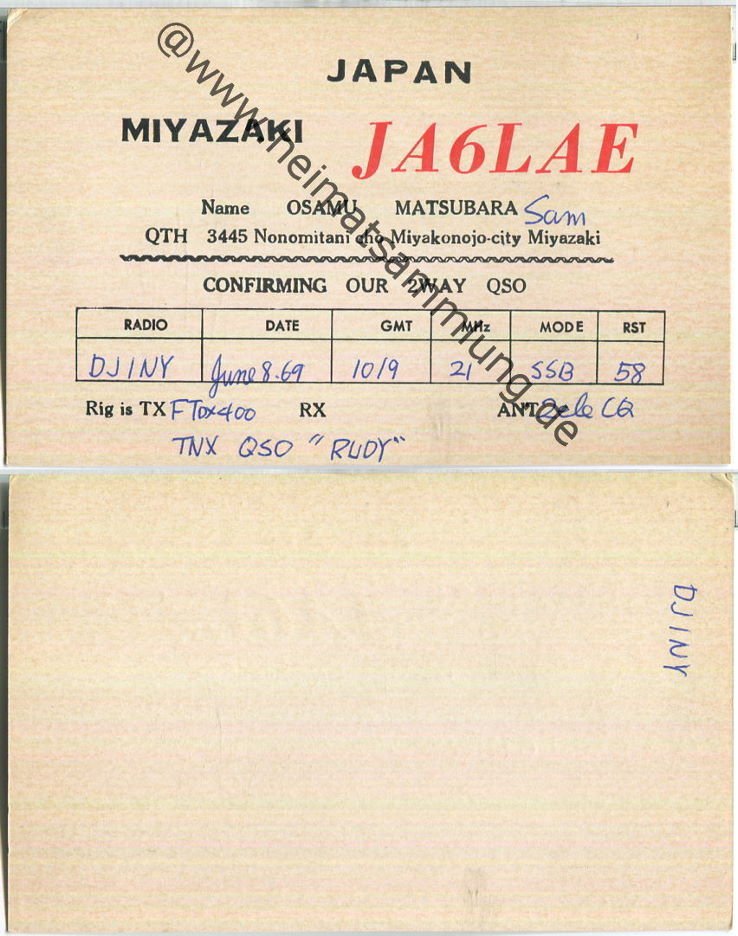 JAPAN
MIYAZAKI JA6LAE
Name OSAMU MATSUBARA Sam
QTH 3445 Nonomitani cho Miyakonojo-city Miyazaki
CONFIRMING OUR 2WAY QSO
RADIO DATE GMT MHz MODE RST
DJ1NY June 8.69 1019 21 SSB 58
Rig is TX FTDX400 RX ANT 2ele CQ
TNX QSO "RUDY"
@www.heimatsammlung.de
DJ1NY